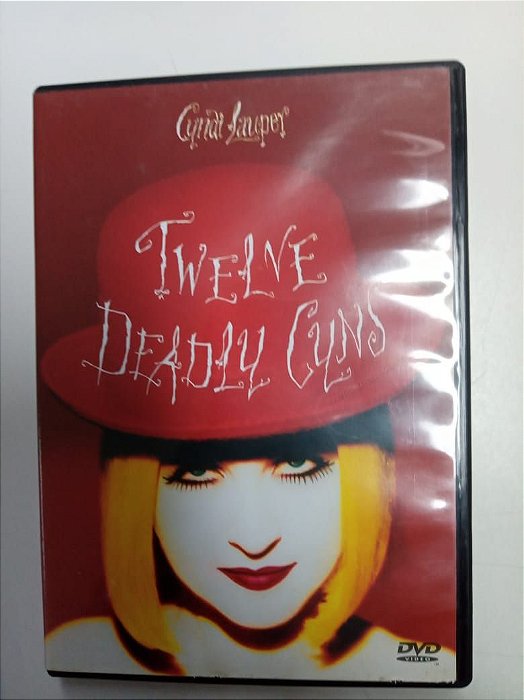 Cyndi Lauper
TWELVE
DEADLY CYNS
DVD
VIDEO